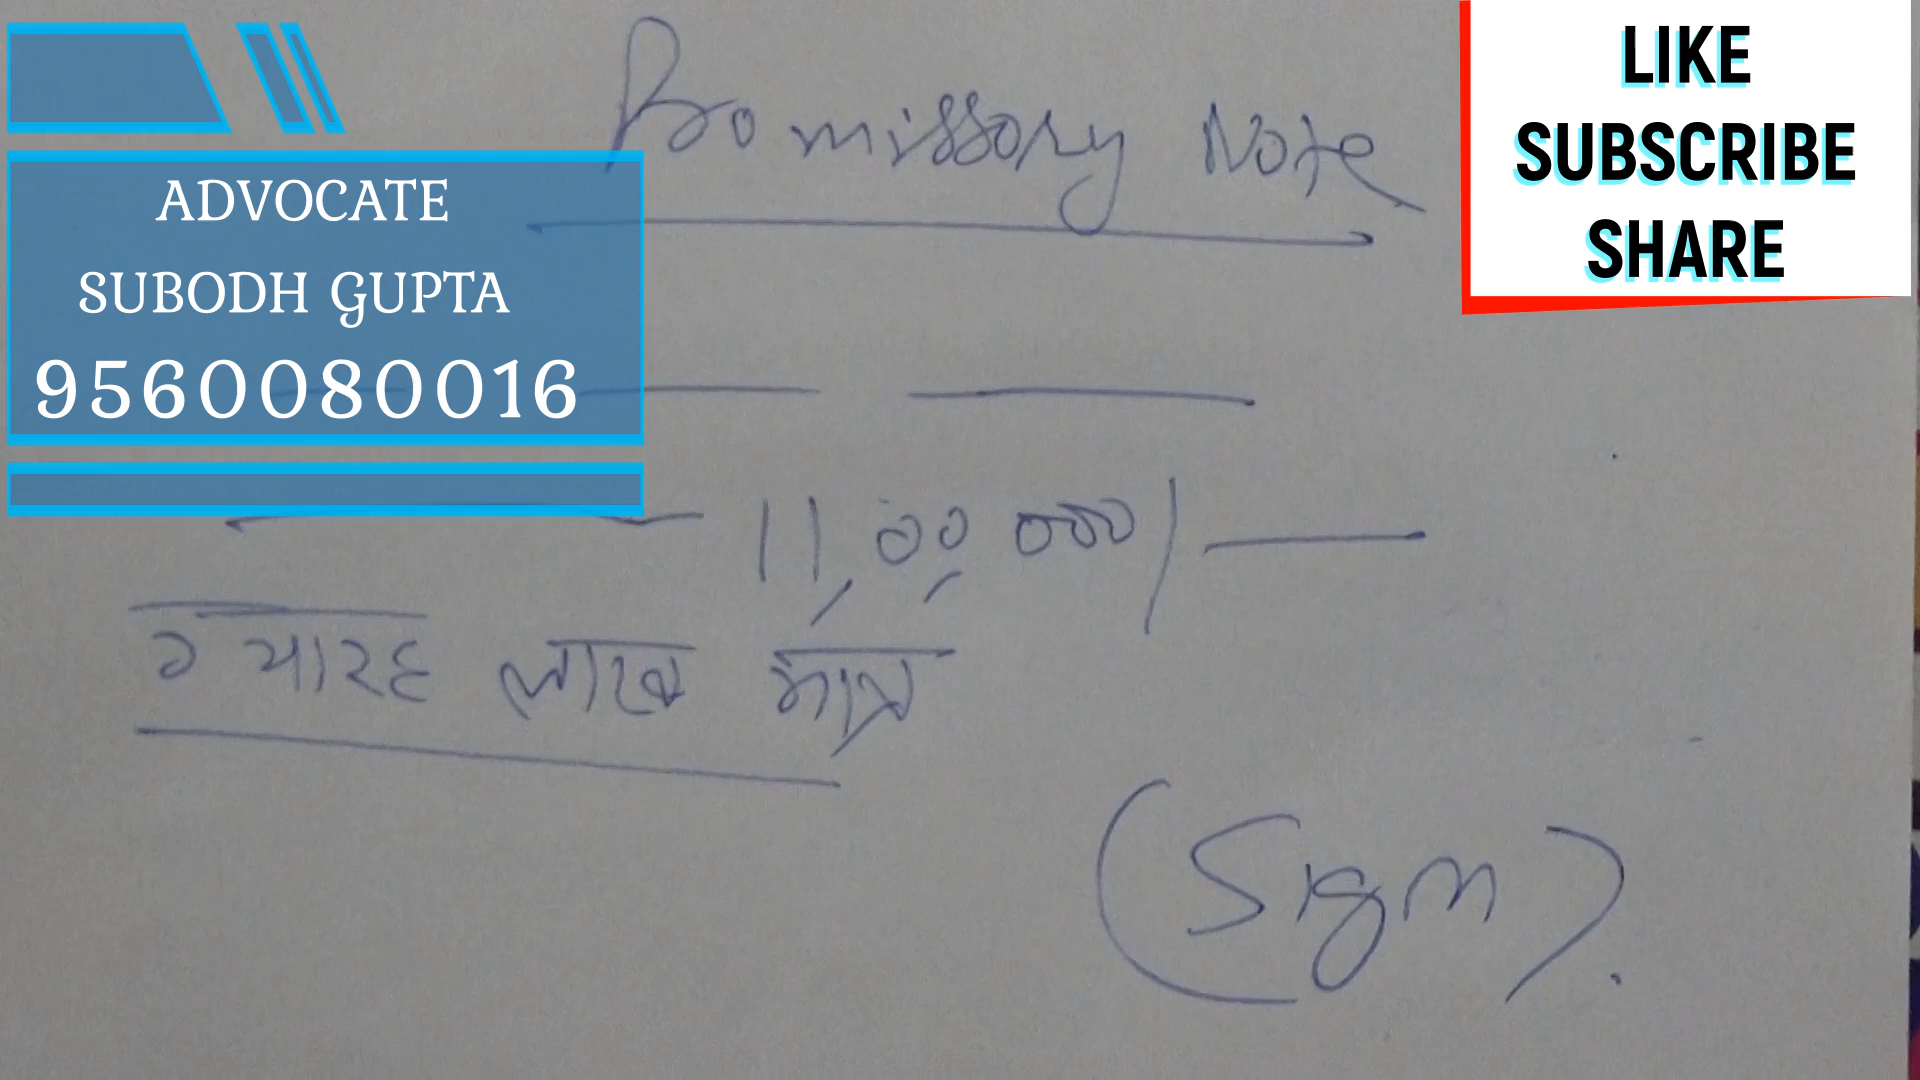 Promissory Note
ADVOCATE
SUBODH GUPTA
9560080016
LIKE
SUBSCRIBE
SHARE
11,00,000/-
ग्यारह लाख मात्र
(Sign).